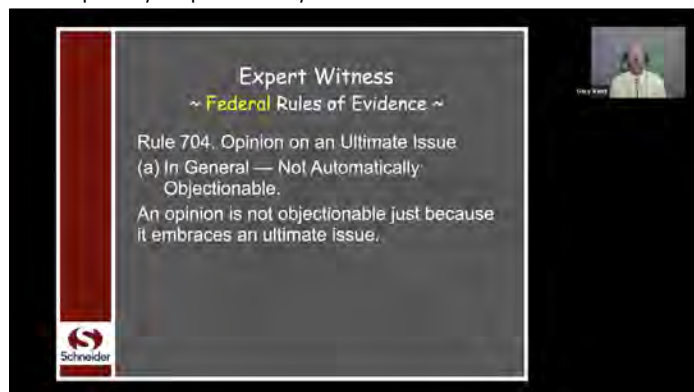 Expert Witness
~ Federal Rules of Evidence ~
Rule 704. Opinion on an Ultimate Issue
(a) In General — Not Automatically
Objectionable.
An opinion is not objectionable just because
it embraces an ultimate issue.
S
Schneider